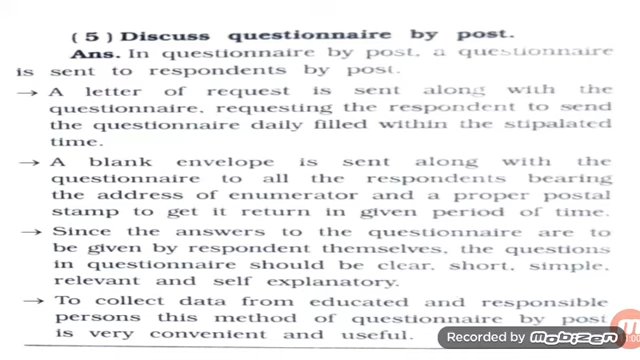 (5) Discuss questionnaire by post.
Ans. In questionnaire by post, a questionnaire
is sent to respondents by post.
→ A letter of request is sent along with the
questionnaire, requesting the respondent to send
the questionnaire daily filled within the stipalated
time.
→ A blank envelope is sent along with the
questionnaire to all the respondents bearing
the address of enumerator and a proper postal
stamp to get it return in given period of time.
→ Since the answers to the questionnaire are to
be given by respondent themselves, the questions
in questionnaire should be clear, short, simple,
relevant and self explanatory.
→ To collect data from educated and responsible
persons this method of questionnaire by post
is very convenient and useful.
Recorded by MOBIZEN